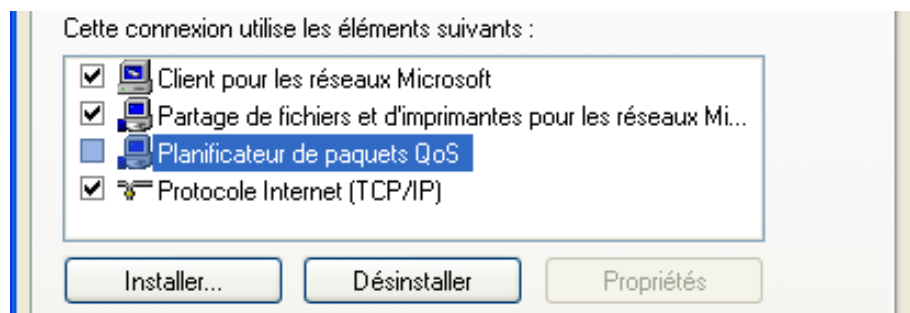 Cette connexion utilise les éléments suivants :
Client pour les réseaux Microsoft
Partage de fichiers et d'imprimantes pour les réseaux Mi...
Planificateur de paquets QoS
Protocole Internet (TCP/IP)
Installer... Désinstaller Propriétés